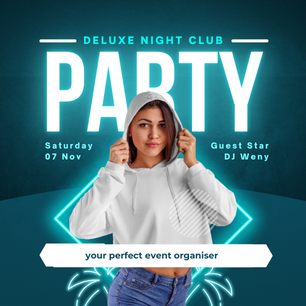 DELUXE NIGHT CLUB
PARTY
Saturday
07 Nov
Guest Star
DJ Weny
your perfect event organiser